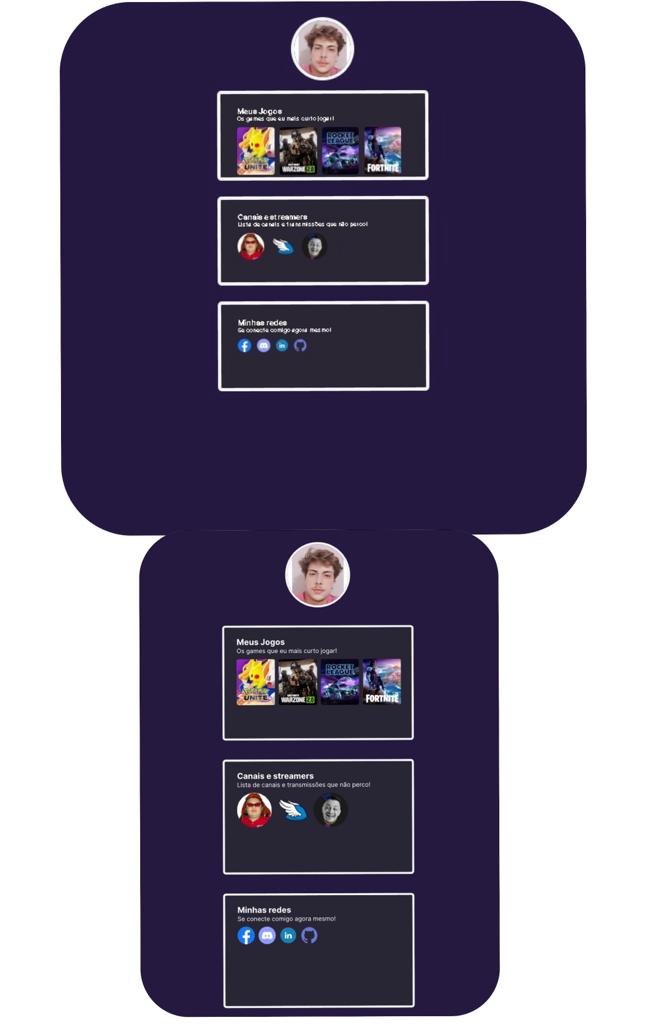 Meus Jogos
Os games que eu mais curto jogar!
UNITE
WARZONE 2.0
ROCKET
LEAGUE
FORTNITE
Canais e streamers
Lista de canais e transmissões que não perco!
Minhas redes
Se conecte comigo agora mesmo!
f
in
Meus Jogos
Os games que eu mais curto jogar!
UNITE
WARZONE 2.0
ROCKET
LEAGUE
FORTNITE
Canais e streamers
Lista de canais e transmissões que não perco!
Minhas redes
Se conecte comigo agora mesmo!
f
in